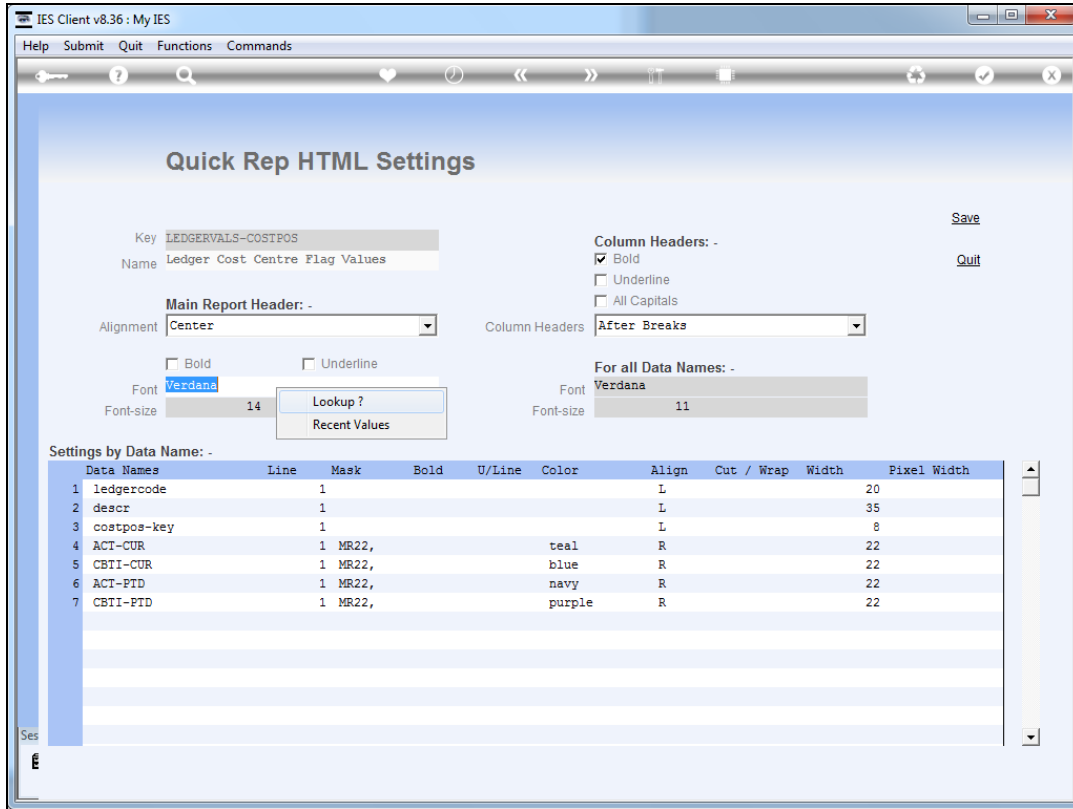 IES Client v8.36 : My IES
Help Submit Quit Functions Commands
Quick Rep HTML Settings
Save
Key LEDGERVALS-COSTPOS
Column Headers: -
Name Ledger Cost Centre Flag Values
Bold
Quit
Underline
Main Report Header: -
All Capitals
Alignment Center
Column Headers After Breaks
Bold Underline
For all Data Names: -
Font Verdana
Font Verdana
Lookup ?
Font-size 14
Font-size 11
Recent Values
Settings by Data Name: -
Data Names Line Mask Bold U/Line Color Align Cut / Wrap Width Pixel Width
1 ledgercode 1 L 20
2 descr 1 L 35
3 costpos-key 1 L 8
4 ACT-CUR 1 MR22, teal R 22
5 CBTI-CUR 1 MR22, blue R 22
6 ACT-PTD 1 MR22, navy R 22
7 CBTI-PTD 1 MR22, purple R 22
Ses